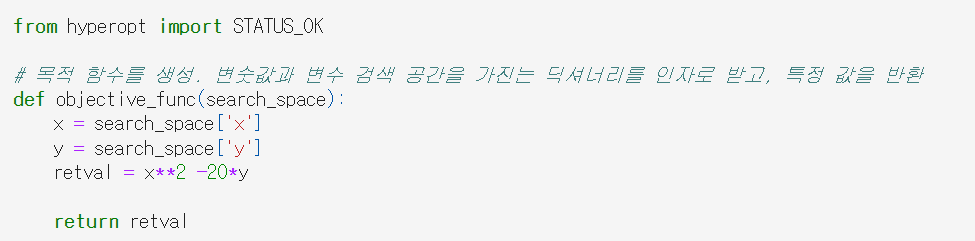 from hyperopt import STATUS_OK

# 목적 함수를 생성. 변숫값과 변수 검색 공간을 가진는 딕셔너리를 인자로 받고, 특정 값을 반환
def objective_func(search_space):
    x = search_space['x']
    y = search_space['y']
    retval = x**2 -20*y

    return retval